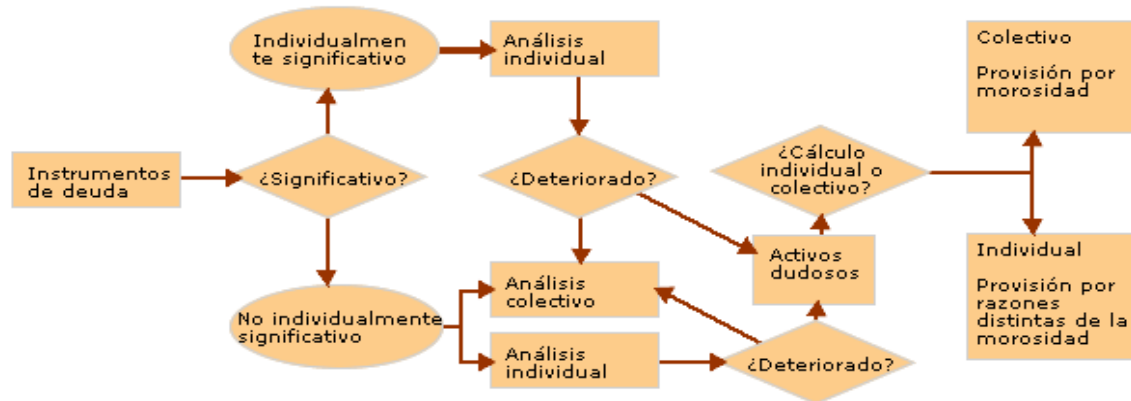 Individualmen
te significativo
Análisis
individual
Colectivo
Provisión por
morosidad
Instrumentos
de deuda
¿Significativo?
¿Deteriorado?
¿Cálculo
individual o
colectivo?
Activos
dudosos
Individual
Provisión por
razones
distintas de la
morosidad
No individualmente
significativo
Análisis
colectivo
Análisis
individual
¿Deteriorado?